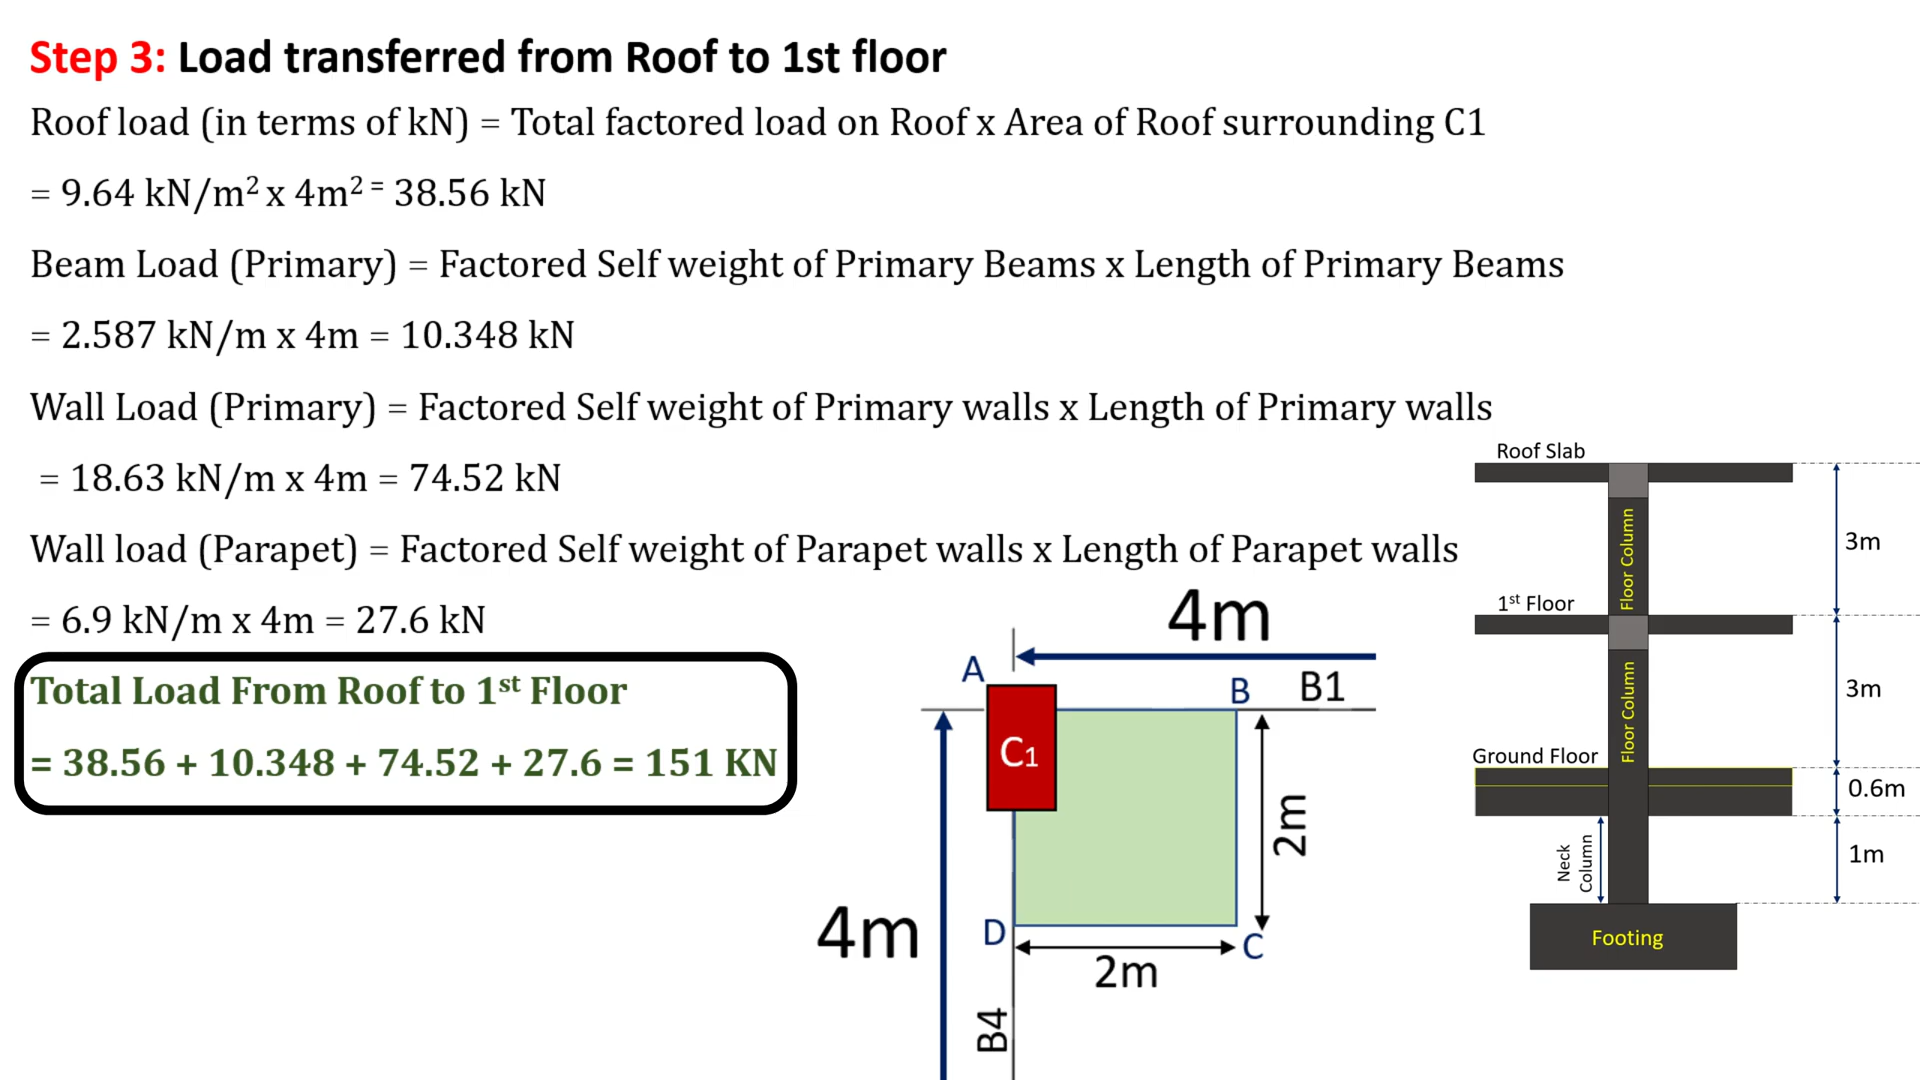 Step 3: Load transferred from Roof to 1st floor
Roof load (in terms of kN) = Total factored load on Roof x Area of Roof surrounding C1
= 9.64 kN/m² x 4m² = 38.56 kN
Beam Load (Primary) = Factored Self weight of Primary Beams x Length of Primary Beams
= 2.587 kN/m x 4m = 10.348 kN
Wall Load (Primary) = Factored Self weight of Primary walls x Length of Primary walls
= 18.63 kN/m x 4m = 74.52 kN
Wall load (Parapet) = Factored Self weight of Parapet walls x Length of Parapet walls
= 6.9 kN/m x 4m = 27.6 kN
Total Load From Roof to 1st Floor
= 38.56 + 10.348 + 74.52 + 27.6 = 151 KN
4m
A
B
B1
C1
2m
4m
D
C
2m
B4
Roof Slab
Floor Column
3m
1st Floor
Floor Column
3m
Ground Floor
0.6m
Neck
Column
1m
Footing